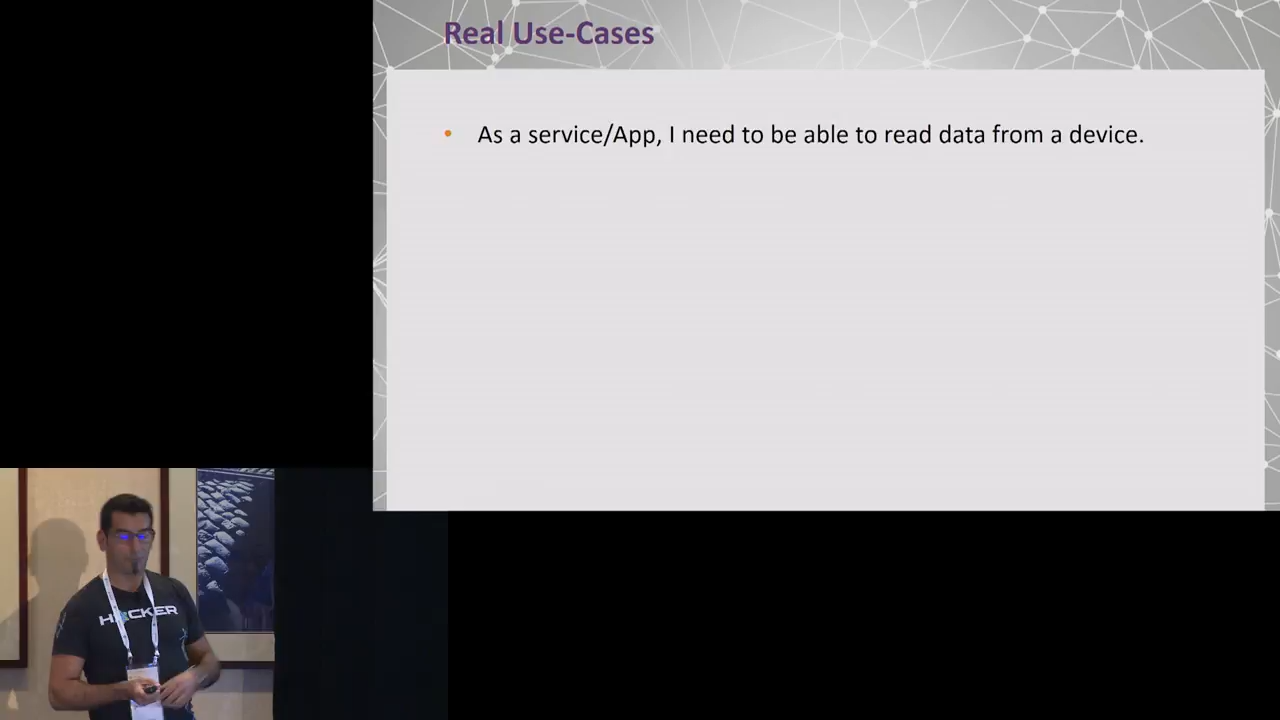 Real Use-Cases
• As a service/App, I need to be able to read data from a device.
HACKER